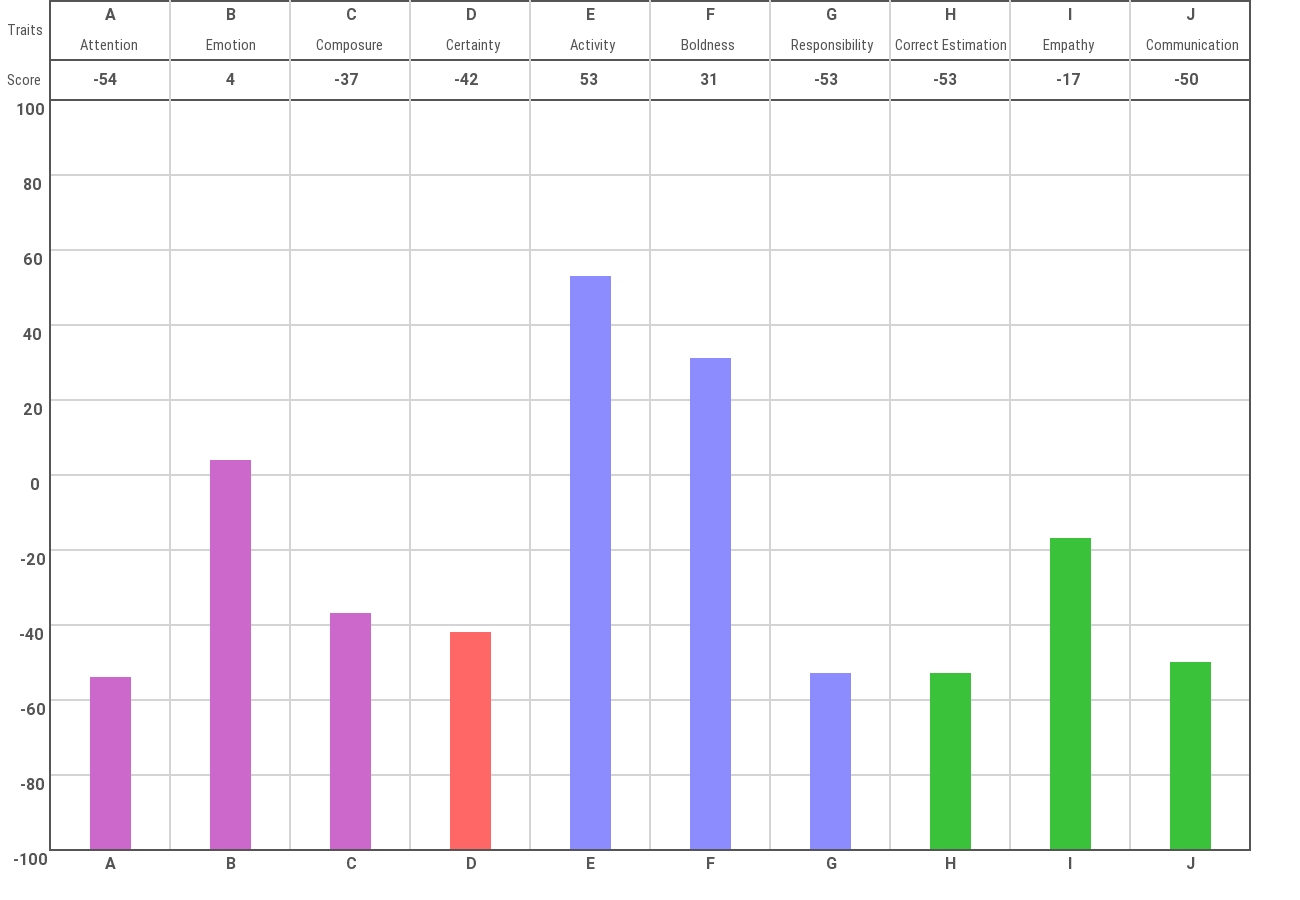 Traits A B C D E F G H I J
Attention Emotion Composure Certainty Activity Boldness Responsibility Correct Estimation Empathy Communication
Score -54 4 -37 -42 53 31 -53 -53 -17 -50
100
80
60
40
20
0
-20
-40
-60
-80
-100
A B C D E F G H I J